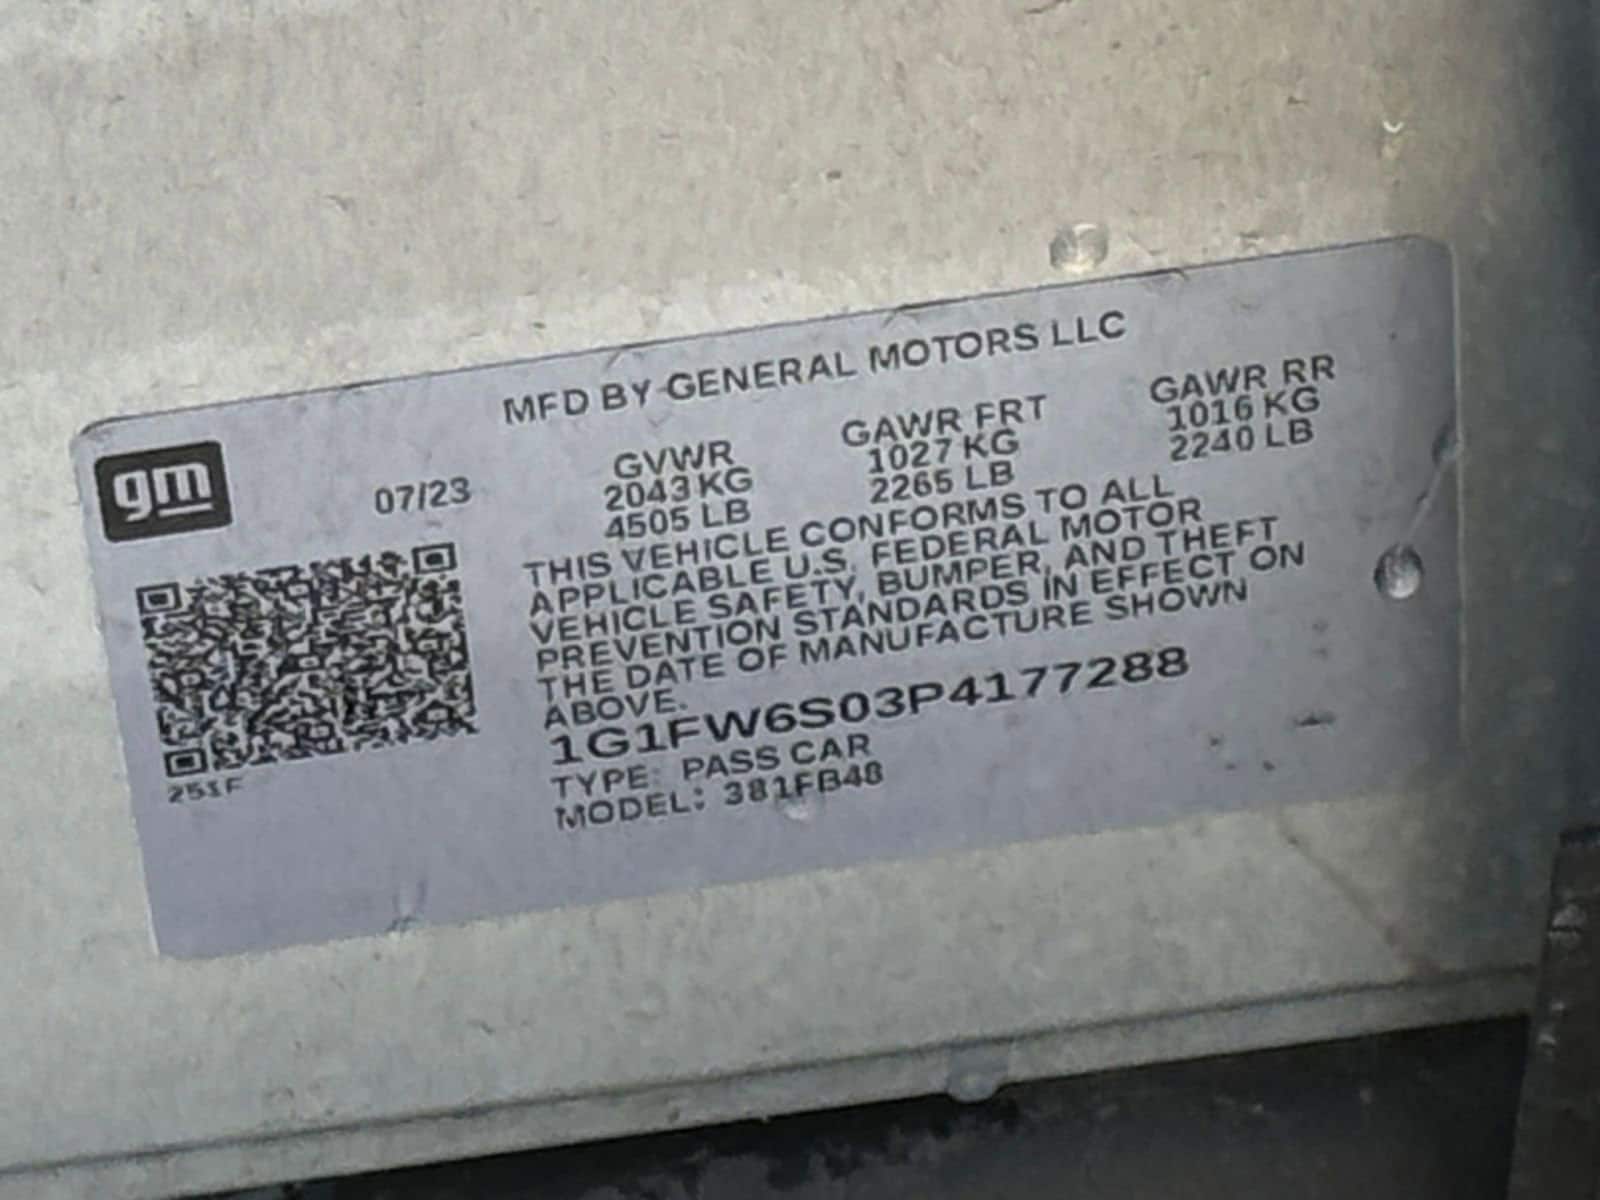 MFD BY GENERAL MOTORS LLC
gm
07/23
GVWR
2043 KG
4505 LB
GAWR FRT
1027 KG
2265 LB
GAWR RR
1016 KG
2240 LB
THIS VEHICLE CONFORMS TO ALL
APPLICABLE U.S. FEDERAL MOTOR
VEHICLE SAFETY, BUMPER, AND THEFT
PREVENTION STANDARDS IN EFFECT ON
THE DATE OF MANUFACTURE SHOWN
ABOVE.
1G1FW6S03P4177288
TYPE: PASS CAR
MODEL: 381FB48